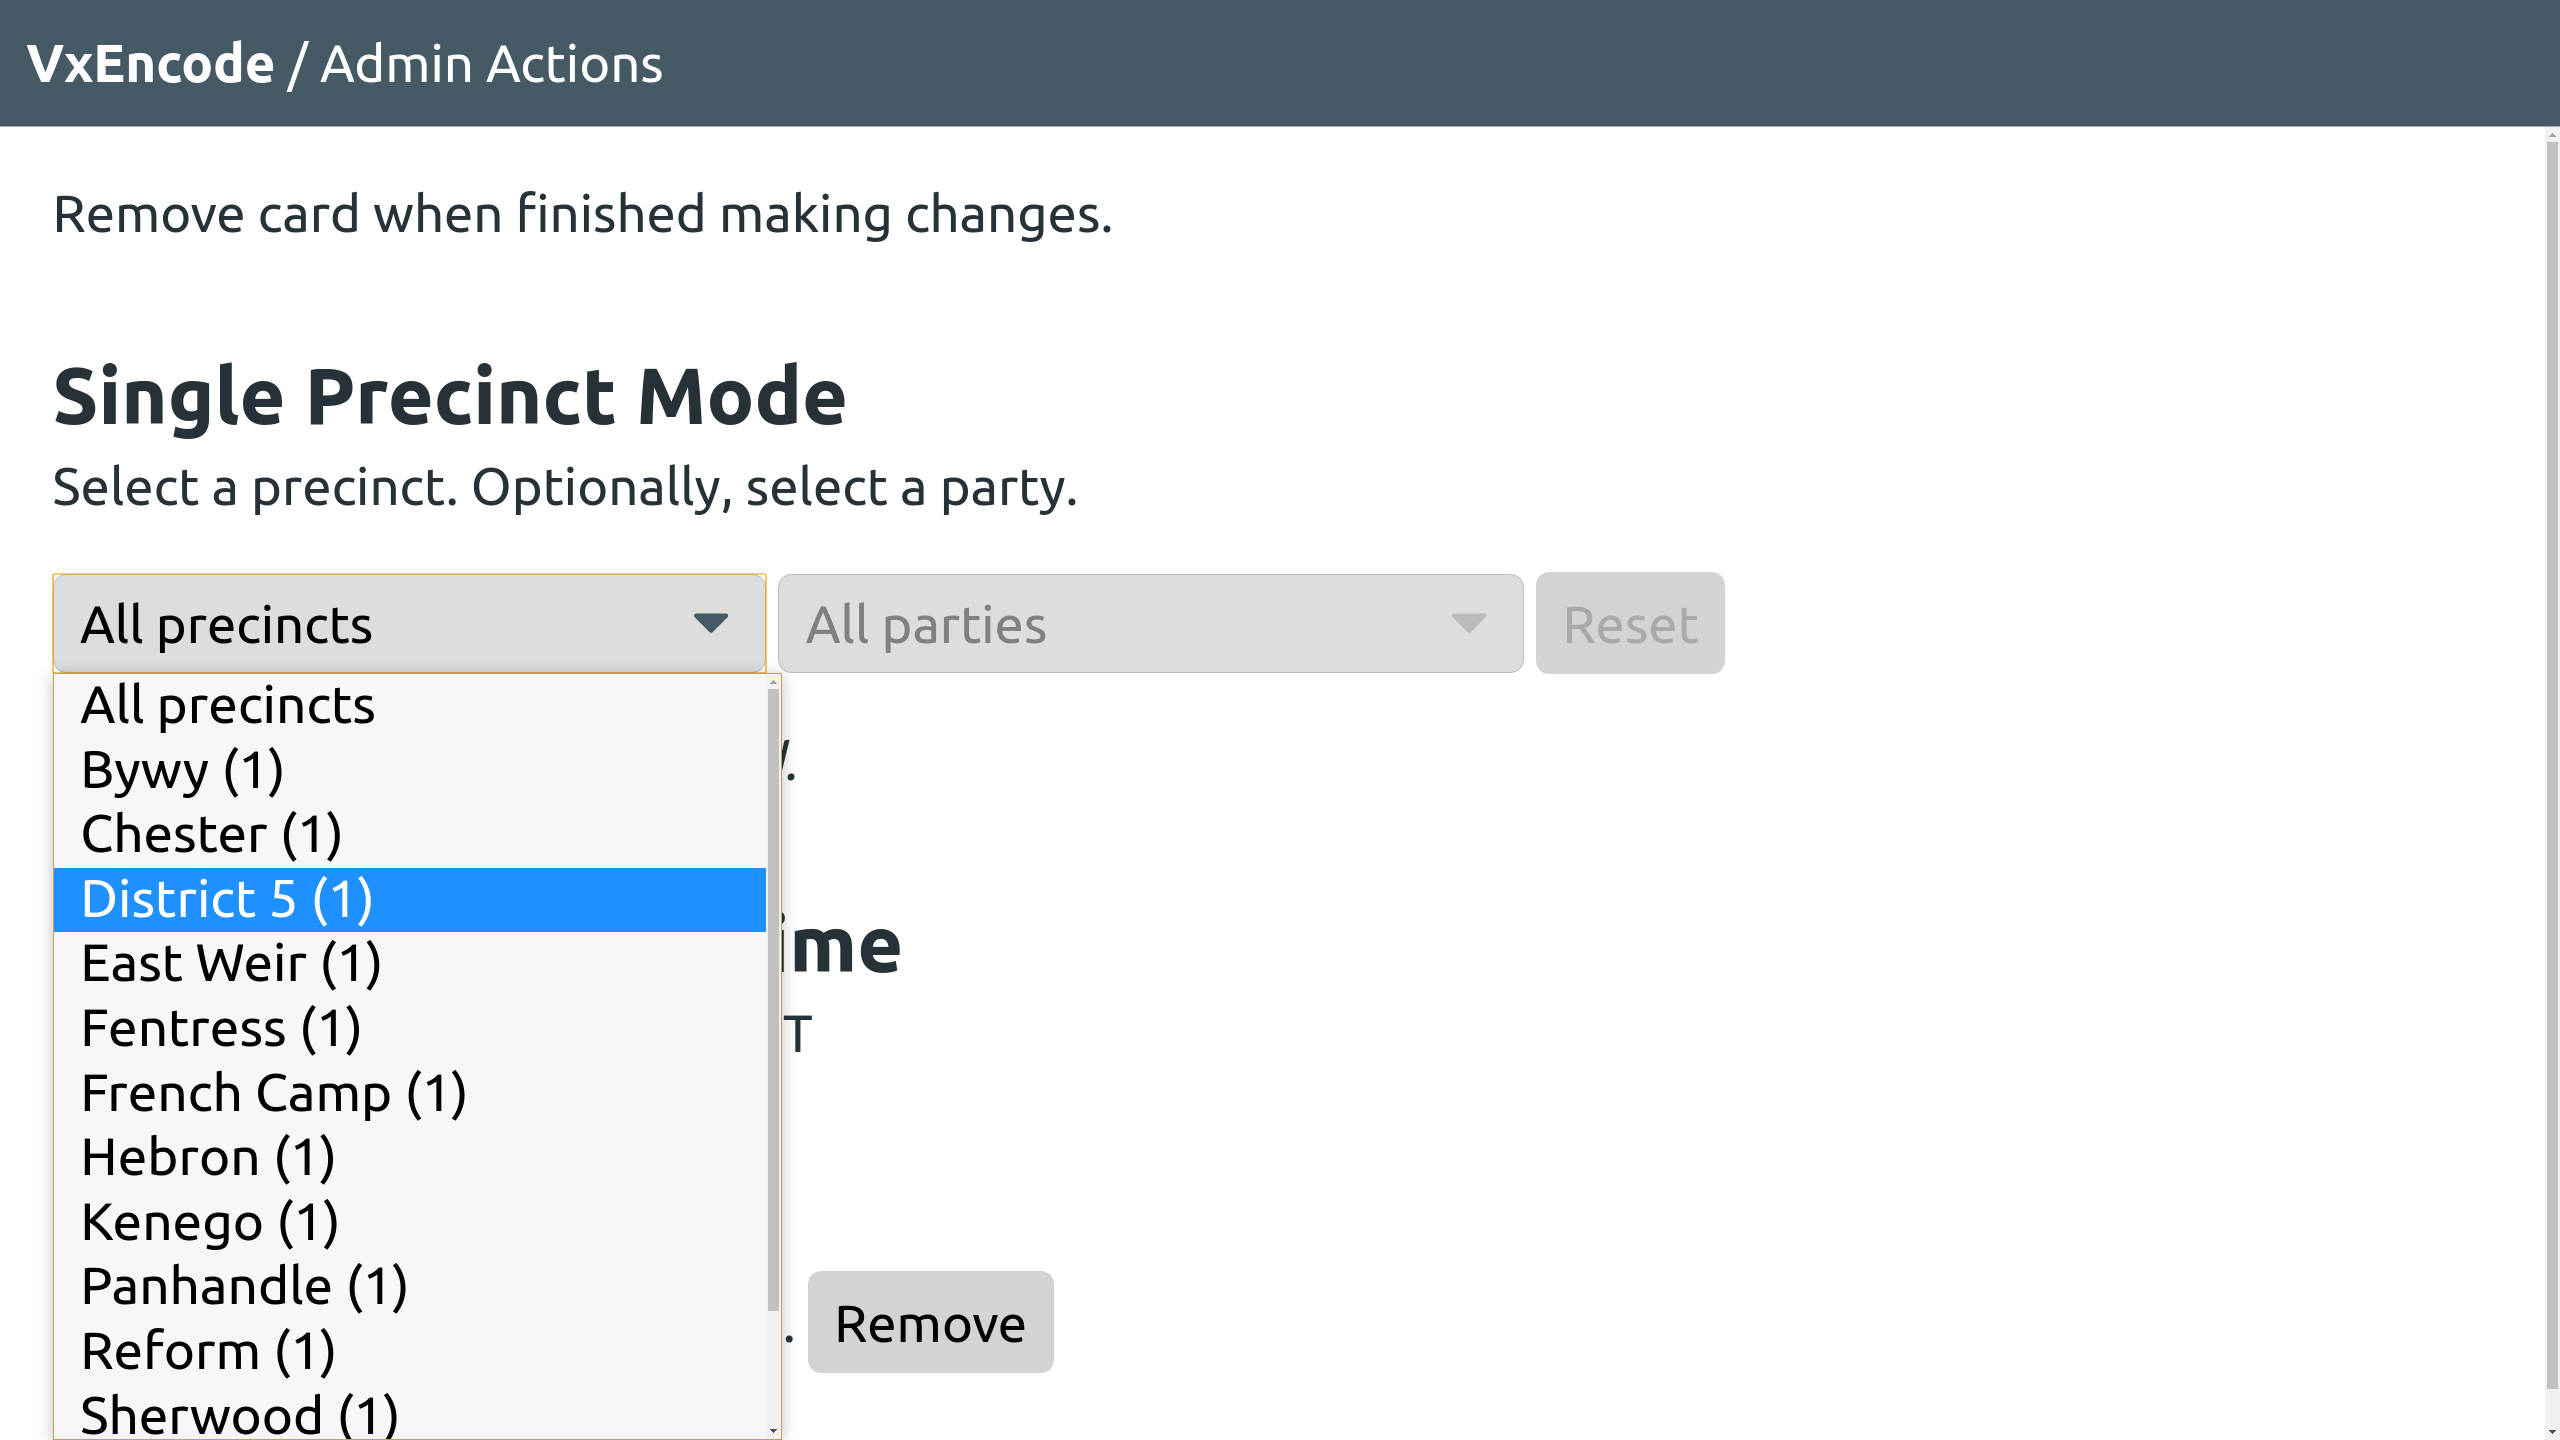 VxEncode / Admin Actions
Remove card when finished making changes.
Single Precinct Mode
Select a precinct. Optionally, select a party.
All precincts All parties Reset
All precincts
Bywy (1)
Chester (1)
District 5 (1)
East Weir (1)
Fentress (1)
French Camp (1)
Hebron (1)
Kenego (1)
Panhandle (1)
Reform (1)
Remove
Sherwood (1)